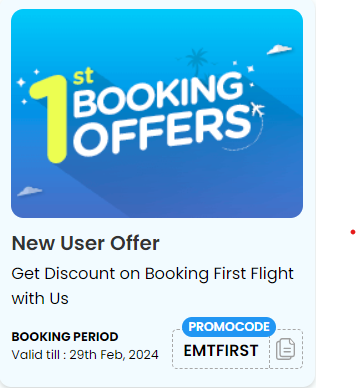 1st
BOOKING
OFFERS
New User Offer
Get Discount on Booking First Flight
with Us
BOOKING PERIOD
Valid till : 29th Feb, 2024
PROMOCODE
EMTFIRST